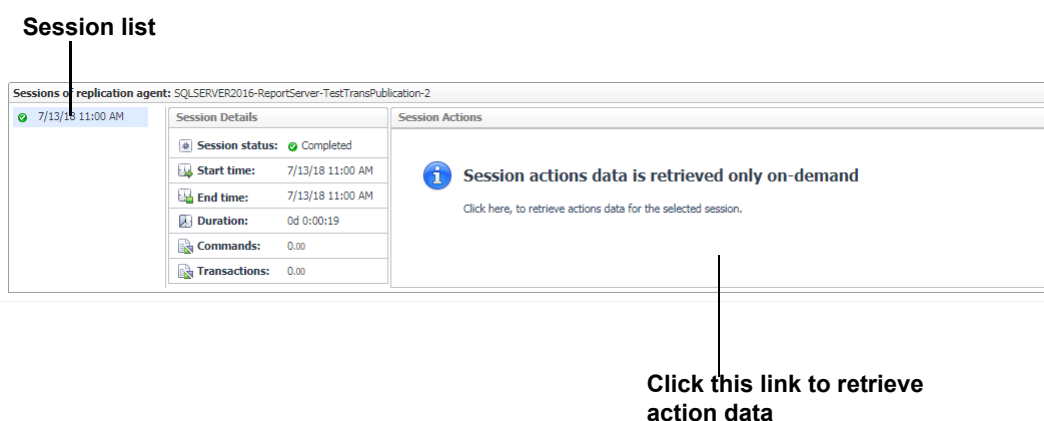 Session list
Sessions of replication agent: SQLSERVER2016-ReportServer-TestTransPublication-2
7/13/18 11:00 AM
Session Details
Session status: Completed
Start time: 7/13/18 11:00 AM
End time: 7/13/18 11:00 AM
Duration: 0d 0:00:19
Commands: 0.00
Transactions: 0.00
Session Actions
Session actions data is retrieved only on-demand
Click here, to retrieve actions data for the selected session.
Click this link to retrieve
action data